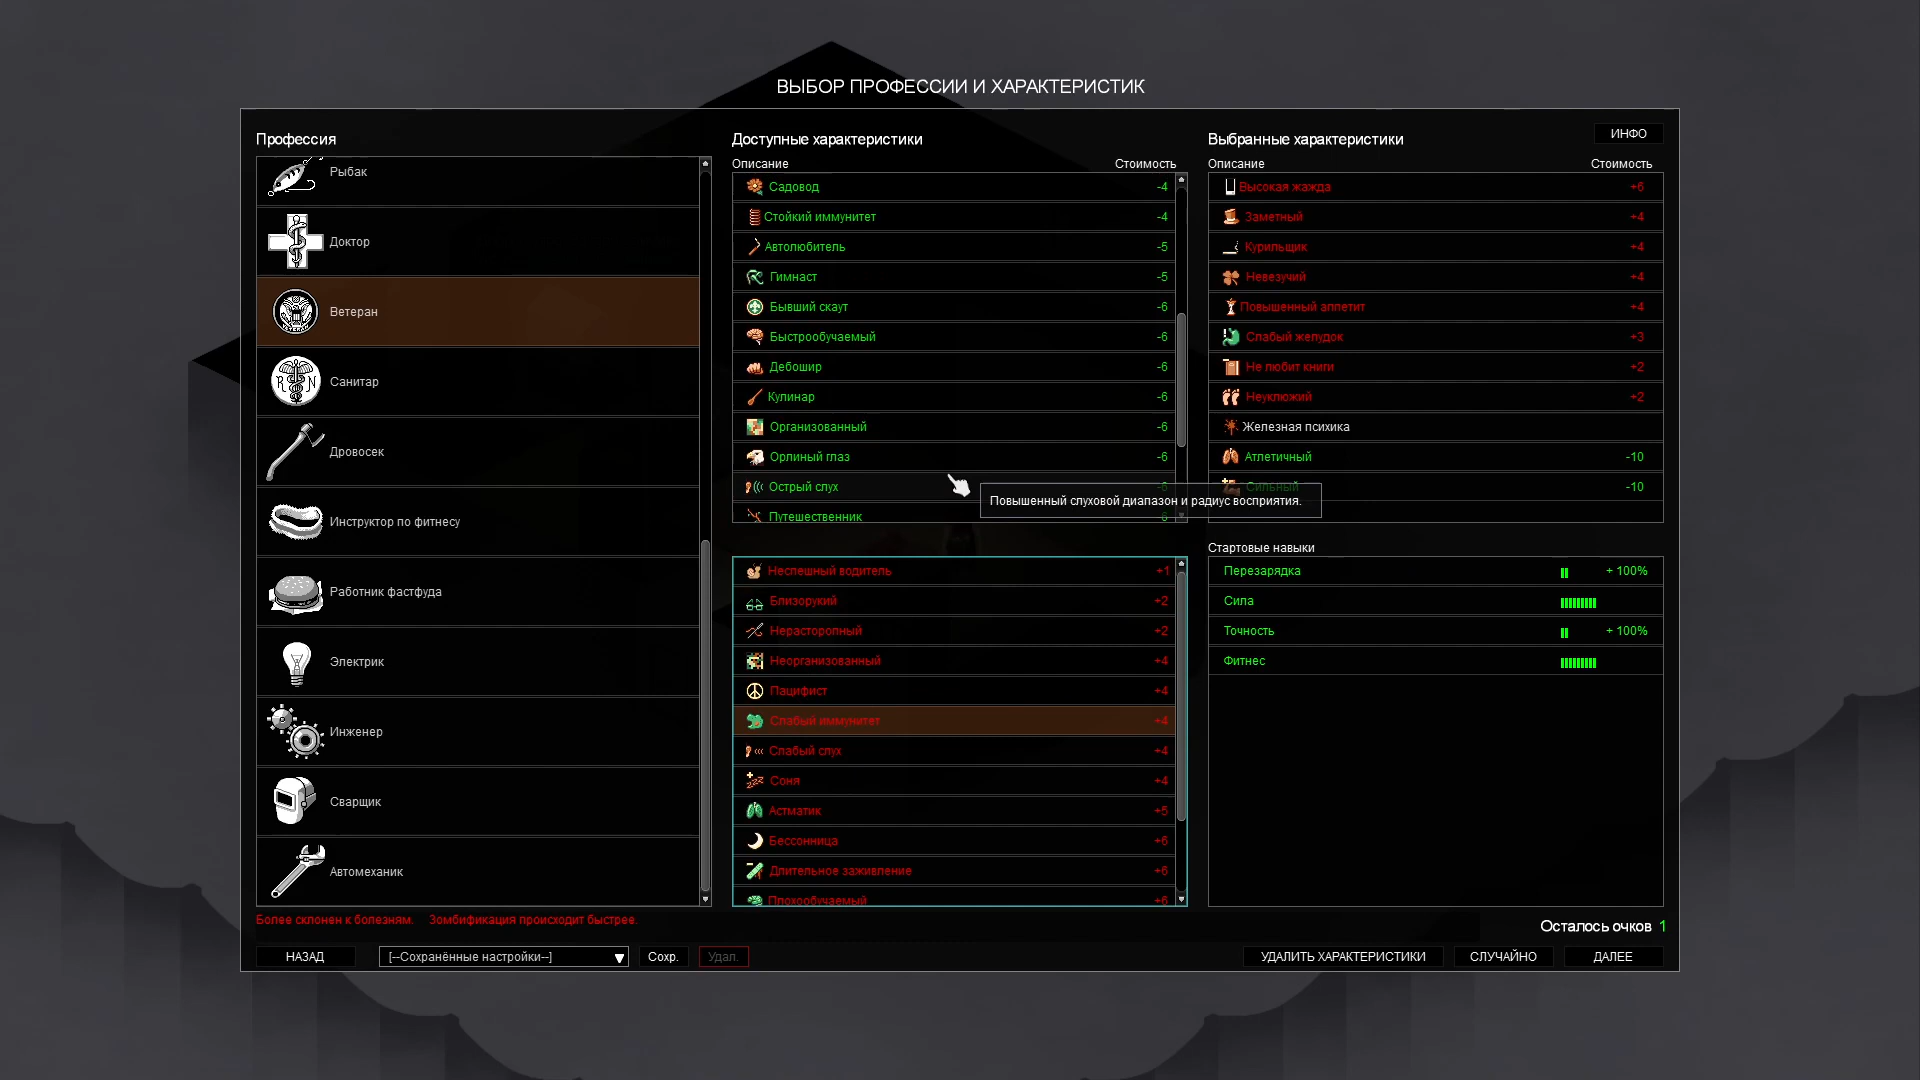 ВЫБОР ПРОФЕССИИ И ХАРАКТЕРИСТИК
Профессия
Рыбак
Доктор
Ветеран
Санитар
Дровосек
Инструктор по фитнесу
Работник фастфуда
Электрик
Инженер
Сварщик
Автомеханик
Более склонен к болезням. Зомбификация происходит быстрее.
Доступные характеристики
Описание Стоимость
Садовод -4
Стойкий иммунитет -4
Автолюбитель -5
Гимнаст -5
Бывший скаут -6
Быстрообучаемый -6
Дебошир -6
Кулинар -6
Организованный -6
Орлиный глаз -6
Острый слух -6
Путешественник -6
Повышенный слуховой диапазон и радиус восприятия.
Неспешный водитель +1
Близорукий +2
Нерасторопный +2
Неорганизованный +4
Пацифист +4
Слабый иммунитет +4
Слабый слух +4
Соня +4
Астматик +5
Бессонница +6
Длительное заживление +6
Плохообучаемый +6
Выбранные характеристики
ИНФО
Описание Стоимость
Высокая жажда +6
Заметный +4
Курильщик +4
Невезучий +4
Повышенный аппетит +4
Слабый желудок +3
Не любит книги +2
Неуклюжий +2
Железная психика
Атлетичный -10
Сильный -10
Стартовые навыки
Перезарядка + 100%
Сила
Точность + 100%
Фитнес
Осталось очков 1
НАЗАД
[--Сохранённые настройки--]
Сохр.
Удал.
УДАЛИТЬ ХАРАКТЕРИСТИКИ
СЛУЧАЙНО
ДАЛЕЕ